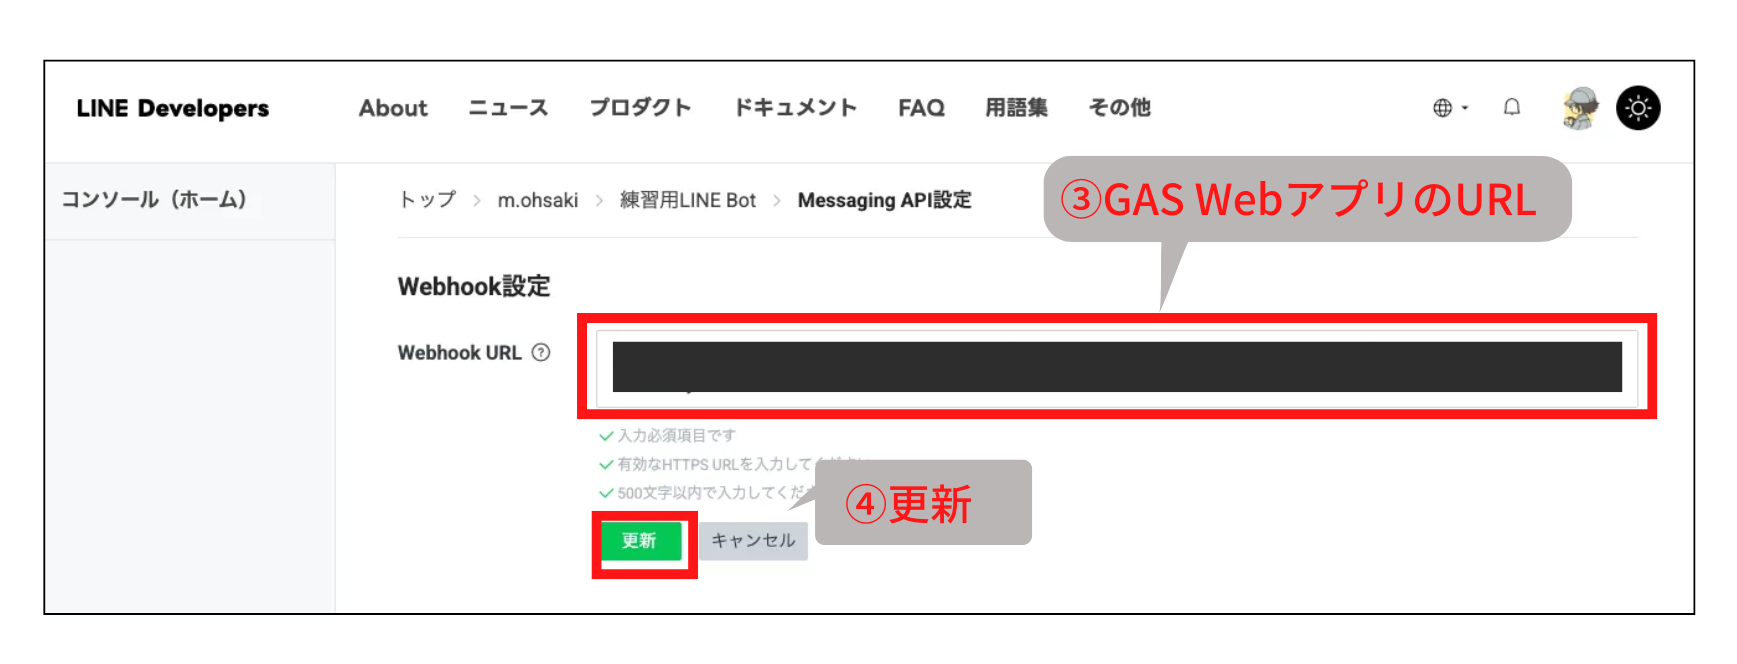 LINE Developers About ニュース プロダクト ドキュメント FAQ 用語集 その他
コンソール（ホーム）
トップ > m.ohsaki > 練習用LINE Bot > Messaging API設定
③GAS WebアプリのURL
Webhook設定
Webhook URL ?
入力必須項目です
有効なHTTPS URLを入力して
500文字以内で入力してくだ
④更新
更新 キャンセル